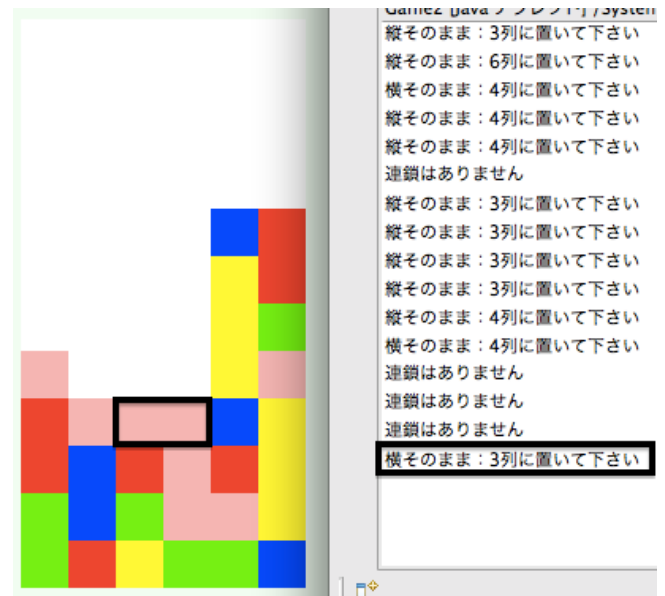 Game2 [Java アプレット] /System
縦そのまま：3列に置いて下さい
縦そのまま：6列に置いて下さい
横そのまま：4列に置いて下さい
縦そのまま：4列に置いて下さい
縦そのまま：4列に置いて下さい
連鎖はありません
縦そのまま：3列に置いて下さい
縦そのまま：3列に置いて下さい
縦そのまま：3列に置いて下さい
縦そのまま：3列に置いて下さい
縦そのまま：4列に置いて下さい
横そのまま：4列に置いて下さい
連鎖はありません
連鎖はありません
連鎖はありません
横そのまま：3列に置いて下さい